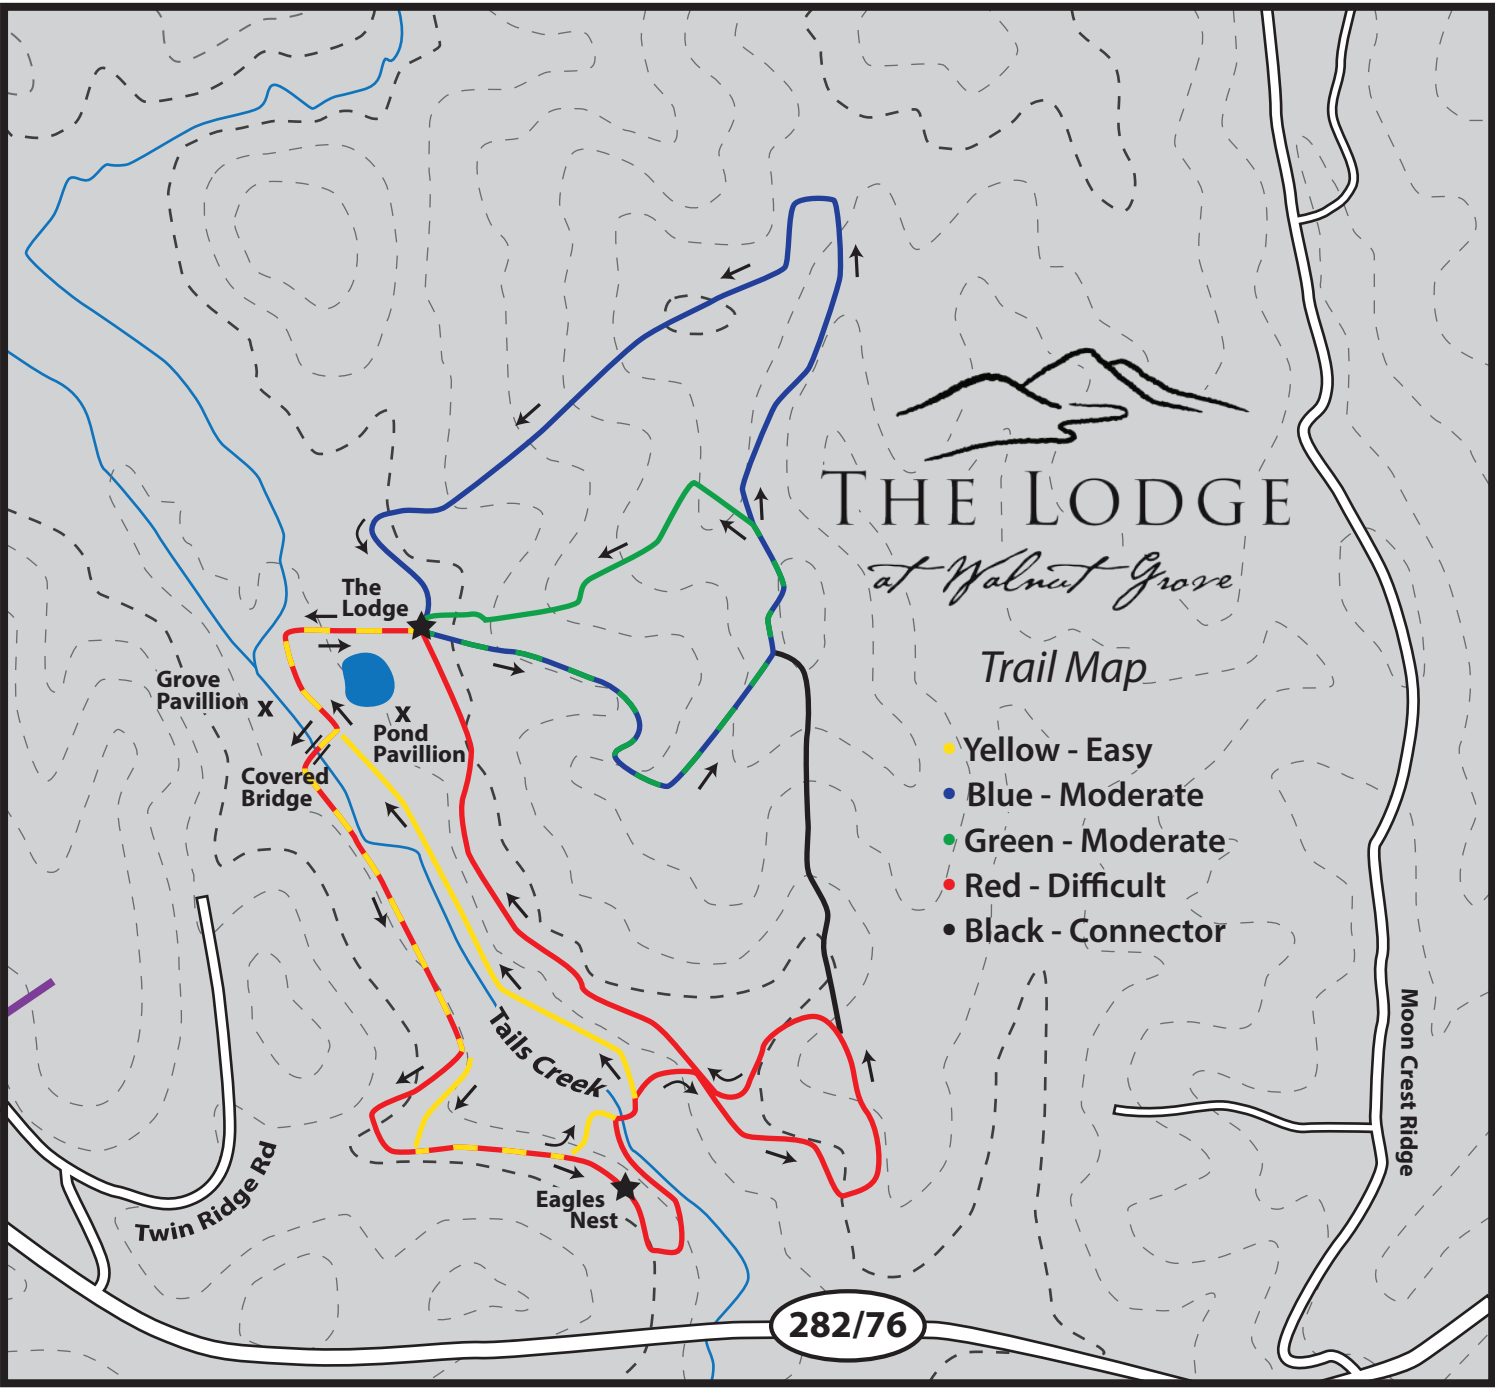 THE LODGE
at Walnut Grove
Trail Map
Yellow - Easy
Blue - Moderate
Green - Moderate
Red - Difficult
Black - Connector
The
Lodge
Grove
Pavillion x
x
Pond
Pavillion
Covered
Bridge
Tails Creek
Eagles
Nest
Twin Ridge Rd
Moon Crest Ridge
282/76